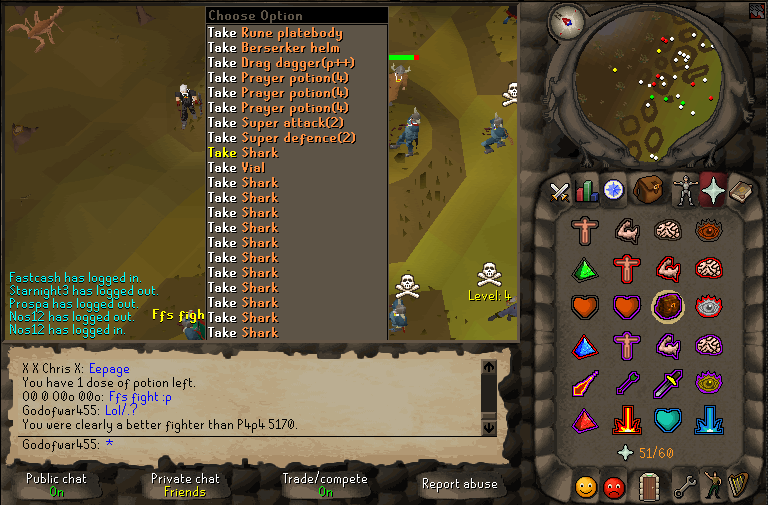 Choose Option
Take Rune platebody
Take Berserker helm
Take Drag dagger(p++)
Take Prayer potion(4)
Take Prayer potion(4)
Take Prayer potion(4)
Take Super attack(2)
Take Super defence(2)
Take Shark
Take Vial
Take Shark
Take Shark
Take Shark
Take Shark
Take Shark
Take Shark
Take Shark
Take Shark
Take Shark
Take Shark
Take Shark
Fastcash has logged in.
Starnight3 has logged out.
Prospa has logged out.
Nos12 has logged out.
Nos12 has logged in.
Ffs figh
Level: 4
X X Chris X: Eepage
You have 1 dose of potion left.
O0 0 O0o 00o: Ffs fight :p
Godofwar455: Lol/.?
You were clearly a better fighter than P4p4 5170.
Godofwar455: *
51/60
Public chat
On
Private chat
Friends
Trade/compete
On
Report abuse